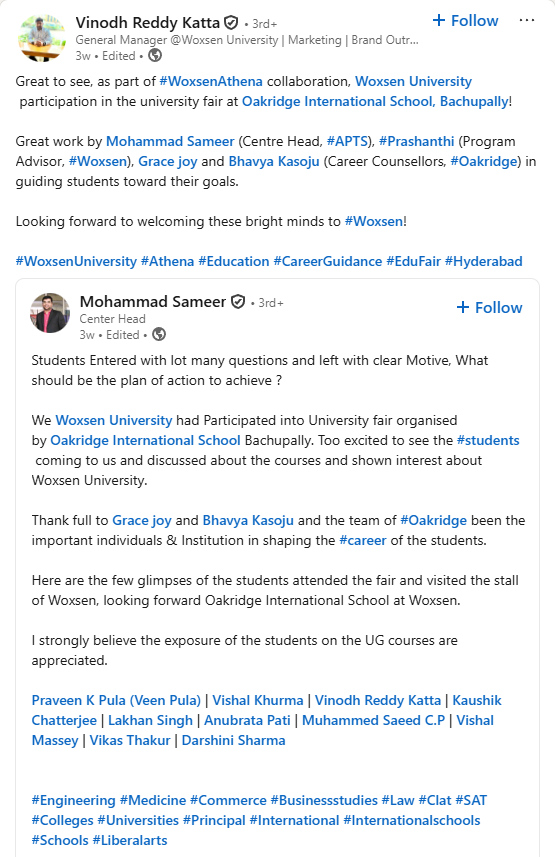 Vinodh Reddy Katta • 3rd+
+ Follow ...
General Manager @Woxsen University | Marketing | Brand Outr...
3w • Edited •
Great to see, as part of #WoxsenAthena collaboration, Woxsen University
participation in the university fair at Oakridge International School, Bachupally!
Great work by Mohammad Sameer (Centre Head, #APTS), #Prashanthi (Program
Advisor, #Woxsen), Grace joy and Bhavya Kasoju (Career Counsellors, #Oakridge) in
guiding students toward their goals.
Looking forward to welcoming these bright minds to #Woxsen!
#WoxsenUniversity #Athena #Education #CareerGuidance #EduFair #Hyderabad
Mohammad Sameer • 3rd+
+ Follow
Center Head
3w • Edited •
Students Entered with lot many questions and left with clear Motive, What
should be the plan of action to achieve ?
We Woxsen University had Participated into University fair organised
by Oakridge International School Bachupally. Too excited to see the #students
coming to us and discussed about the courses and shown interest about
Woxsen University.
Thank full to Grace joy and Bhavya Kasoju and the team of #Oakridge been the
important individuals & Institution in shaping the #career of the students.
Here are the few glimpses of the students attended the fair and visited the stall
of Woxsen, looking forward Oakridge International School at Woxsen.
I strongly believe the exposure of the students on the UG courses are
appreciated.
Praveen K Pula (Veen Pula) | Vishal Khurma | Vinodh Reddy Katta | Kaushik
Chatterjee | Lakhan Singh | Anubrata Pati | Muhammed Saeed C.P | Vishal
Massey | Vikas Thakur | Darshini Sharma
#Engineering #Medicine #Commerce #Businessstudies #Law #Clat #SAT
#Colleges #Universities #Principal #International #Internationalschools
#Schools #Liberalarts